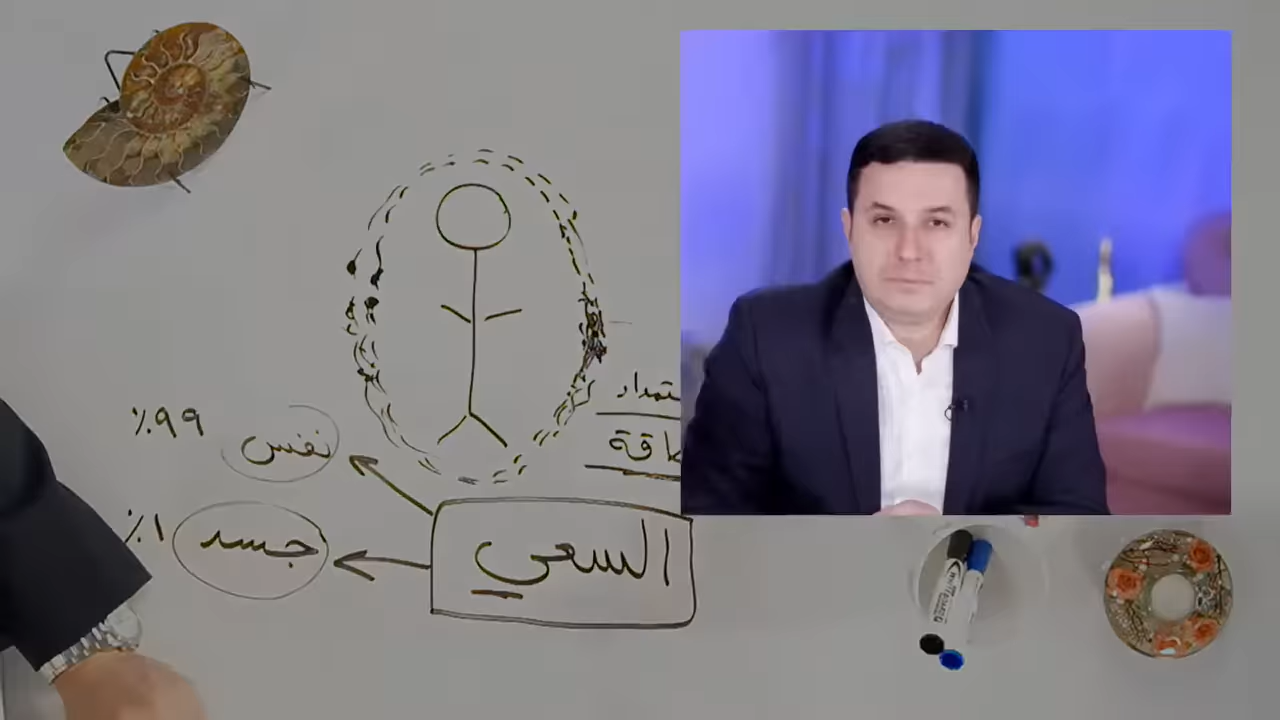 نفس ٩٩٪
السعي
جسد ١٪